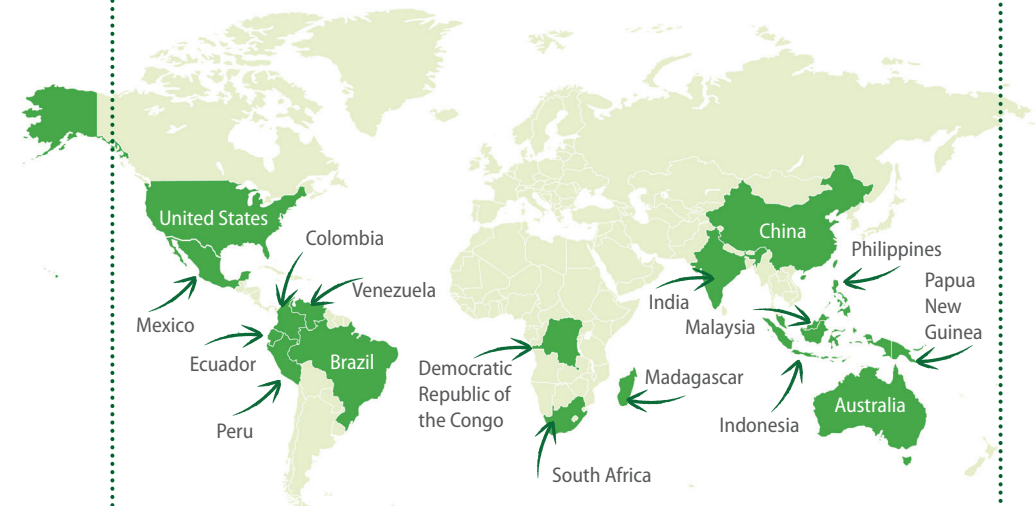 United States
Colombia
China
Philippines
Venezuela
India
Papua
New
Guinea
Mexico
Malaysia
Ecuador
Brazil
Democratic
Republic of
the Congo
Madagascar
Peru
Indonesia
Australia
South Africa